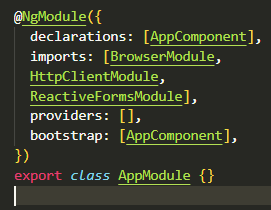 @NgModule({
  declarations: [AppComponent],
  imports: [BrowserModule,
  HttpClientModule,
  ReactiveFormsModule],
  providers: [],
  bootstrap: [AppComponent],
})
export class AppModule {}